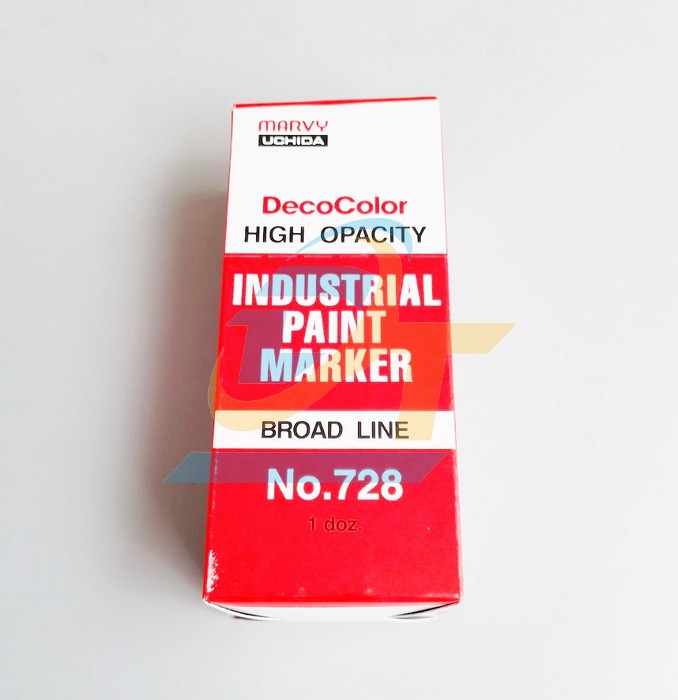 MARVY
UCHIDA
DecoColor
HIGH OPACITY
INDUSTRIAL
PAINT
MARKER
BROAD LINE
No.728
1 doz.